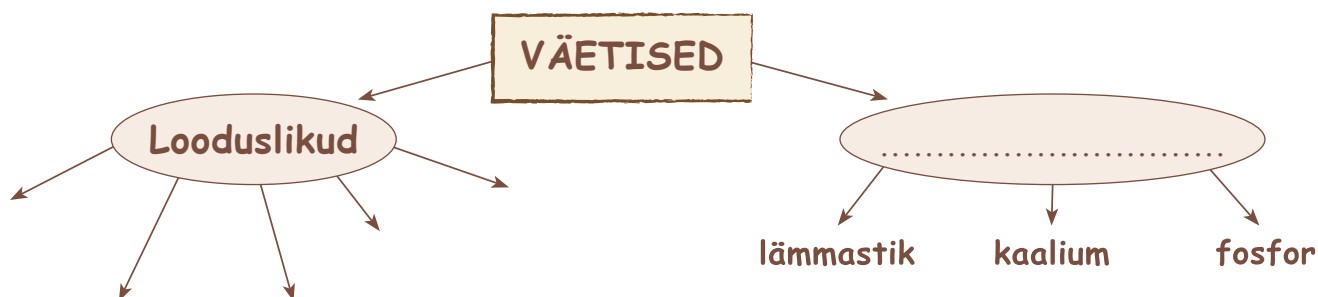 VÄETISED
Looduslikud
...............................
lämmastik kaalium fosfor